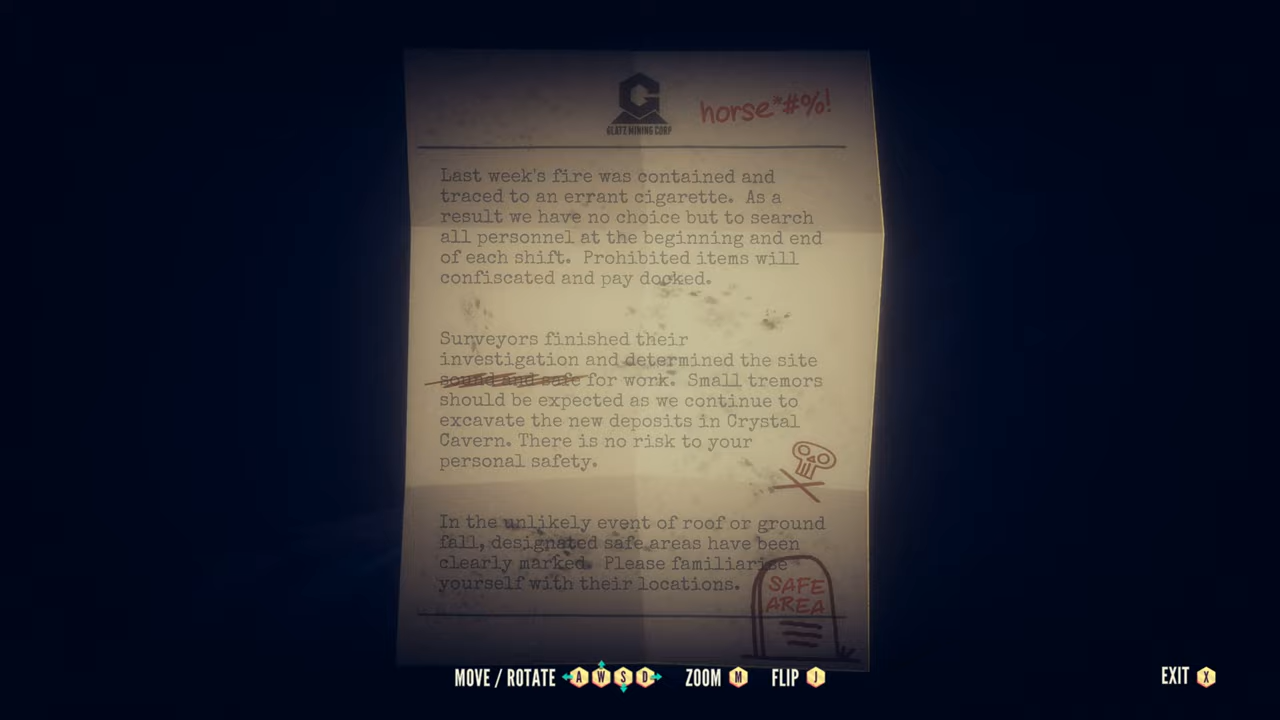 GLATZ MINING CORP
horse*#%!
Last week's fire was contained and
traced to an errant cigarette. As a
result we have no choice but to search
all personnel at the beginning and end
of each shift. Prohibited items will
confiscated and pay docked.
Surveyors finished their
investigation and determined the site
sound and safe for work. Small tremors
should be expected as we continue to
excavate the new deposits in Crystal
Cavern. There is no risk to your
personal safety.
In the unlikely event of roof or ground
fall, designated safe areas have been
clearly marked. Please familiarise
yourself with their locations.
SAFE
AREA
MOVE / ROTATE A W S D ZOOM M FLIP J
EXIT X